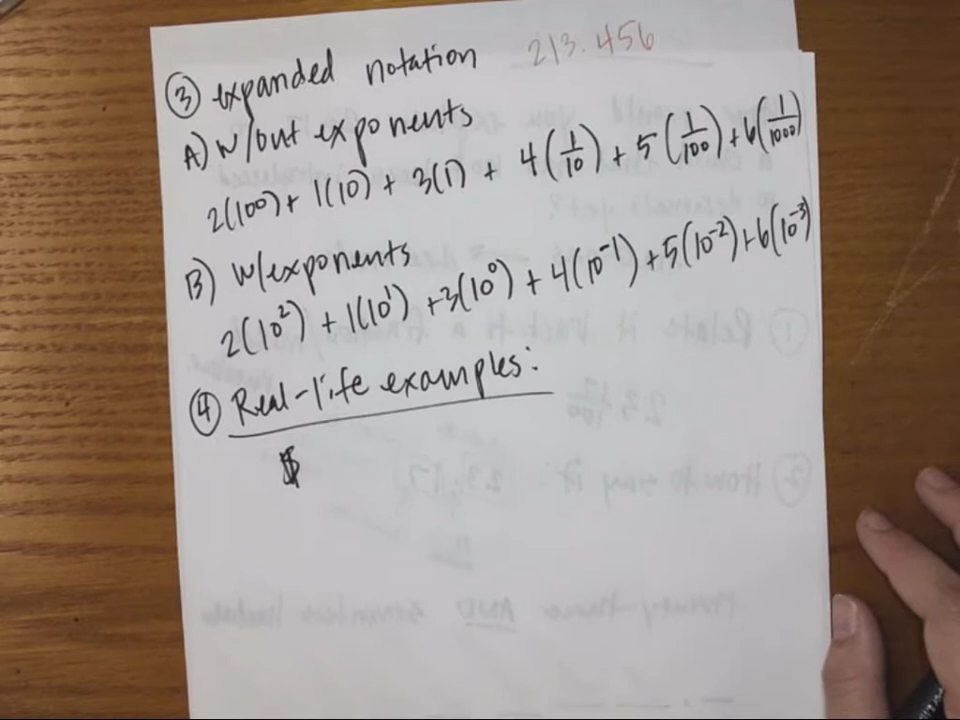 ③ expanded notation 213.456
A) w/out exponents
2(100) + 1(10) + 3(1) + 4(1/10) + 5(1/100) + 6(1/1000)
B) w/exponents
2(10²) + 1(10¹) + 3(10⁰) + 4(10⁻¹) + 5(10⁻²) + 6(10⁻³)
④ Real-life examples:
$